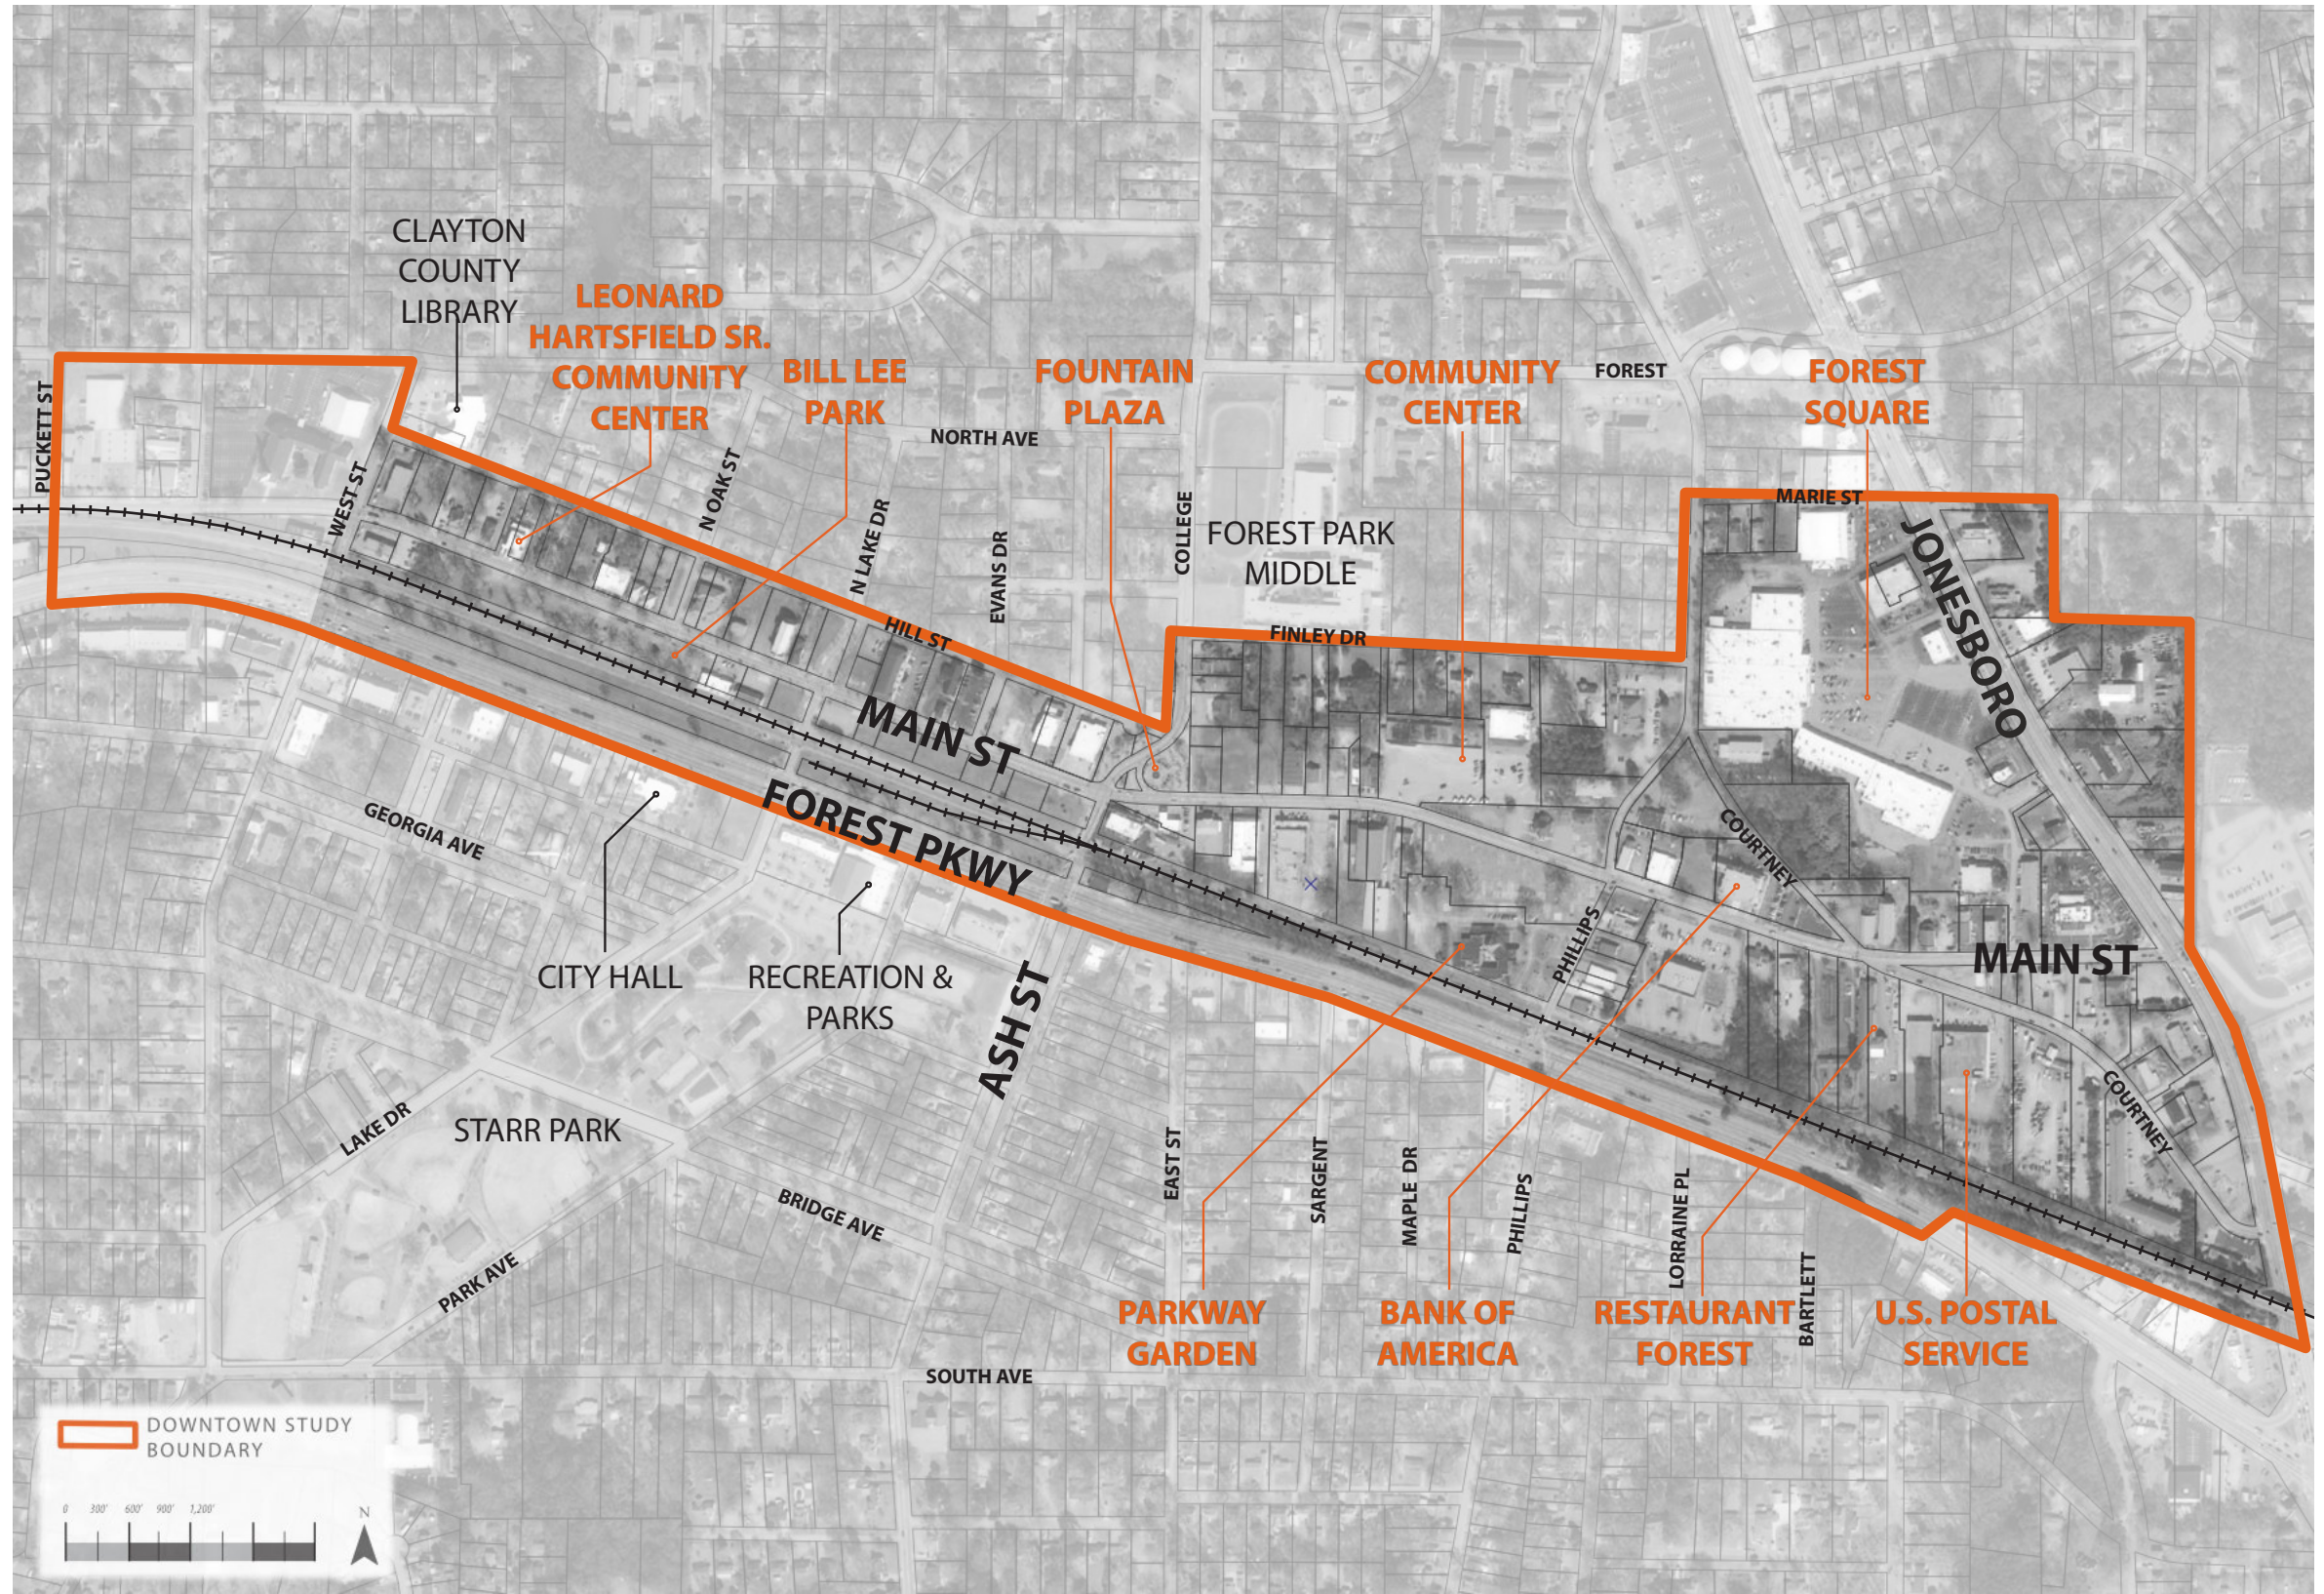 CLAYTON
COUNTY
LIBRARY
LEONARD
HARTSFIELD SR.
COMMUNITY
CENTER
BILL LEE
PARK
FOUNTAIN
PLAZA
COMMUNITY
CENTER
FOREST
FOREST
SQUARE
PUCKETT ST
WEST ST
N OAK ST
NORTH AVE
N LAKE DR
EVANS DR
COLLEGE
FOREST PARK
MIDDLE
MARIE ST
JONESBORO
HILL ST
FINLEY DR
MAIN ST
FOREST PKWY
GEORGIA AVE
COURTNEY
CITY HALL
RECREATION &
PARKS
ASH ST
PHILLIPS
MAIN ST
COURTNEY
LAKE DR
STARR PARK
EAST ST
SARGENT
MAPLE DR
PHILLIPS
LORRAINE PL
BARTLETT
BRIDGE AVE
PARK AVE
PARKWAY
GARDEN
BANK OF
AMERICA
RESTAURANT
FOREST
U.S. POSTAL
SERVICE
SOUTH AVE
DOWNTOWN STUDY
BOUNDARY
0 300' 600' 900' 1,200'
N